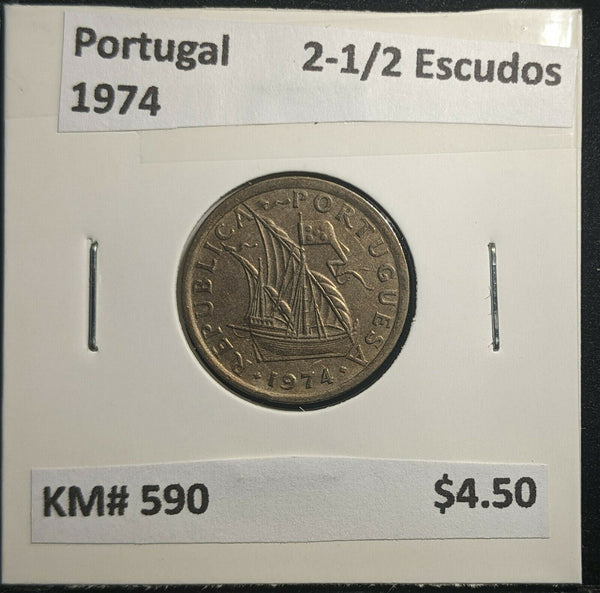 Portugal 2-1/2 Escudos
1974
REPUBLICA PORTUGUESA
1974
KM# 590 $4.50